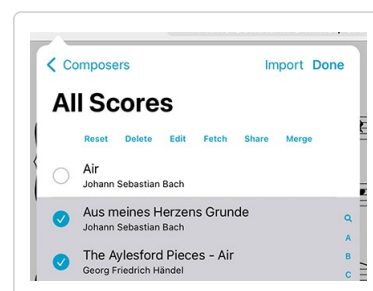 Composers Import Done
All Scores
Reset Delete Edit Fetch Share Merge
Air
Johann Sebastian Bach
Aus meines Herzens Grunde
Johann Sebastian Bach
A
The Aylesford Pieces - Air
B
Georg Friedrich Händel
C